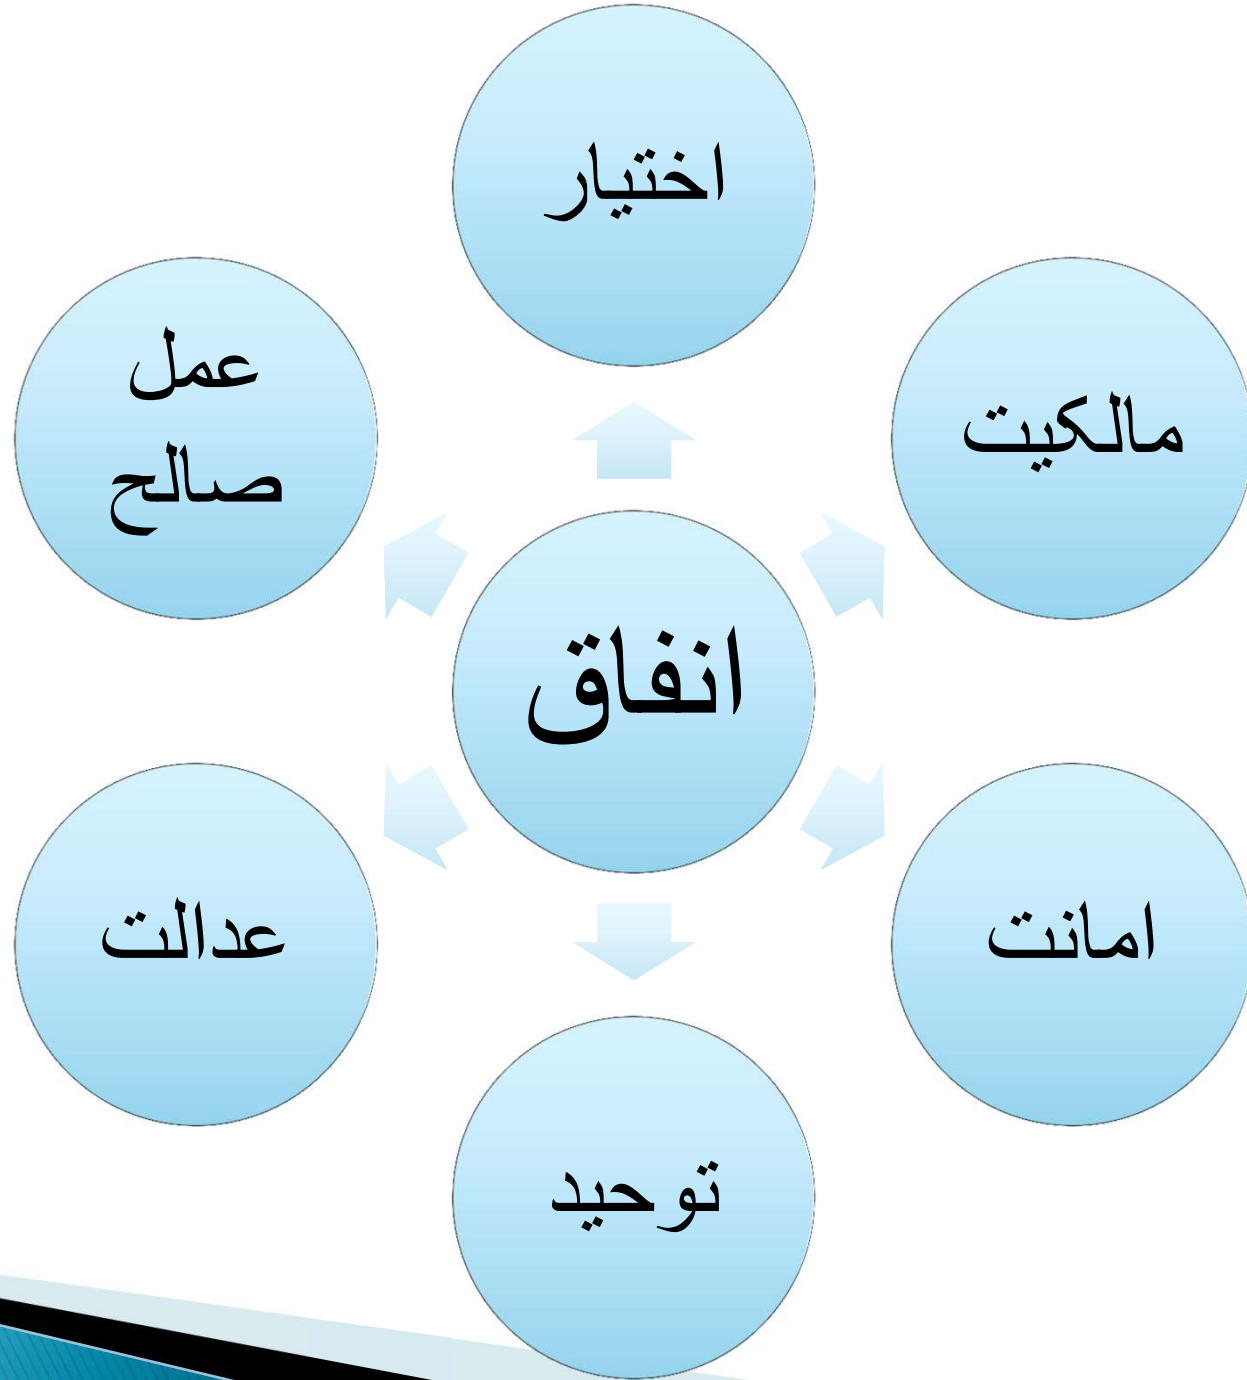 اختیار
مالکیت
عمل
صالح
انفاق
امانت
عدالت
توحید